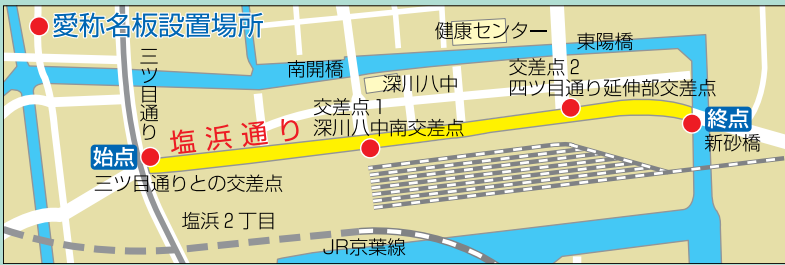 愛称名板設置場所
健康センター
東陽橋
三ツ目通り
南開橋
深川八中
交差点2
四ツ目通り延伸部交差点
塩浜通り
交差点1
深川八中南交差点
終点
新砂橋
始点
三ツ目通りとの交差点
塩浜2丁目
JR京葉線